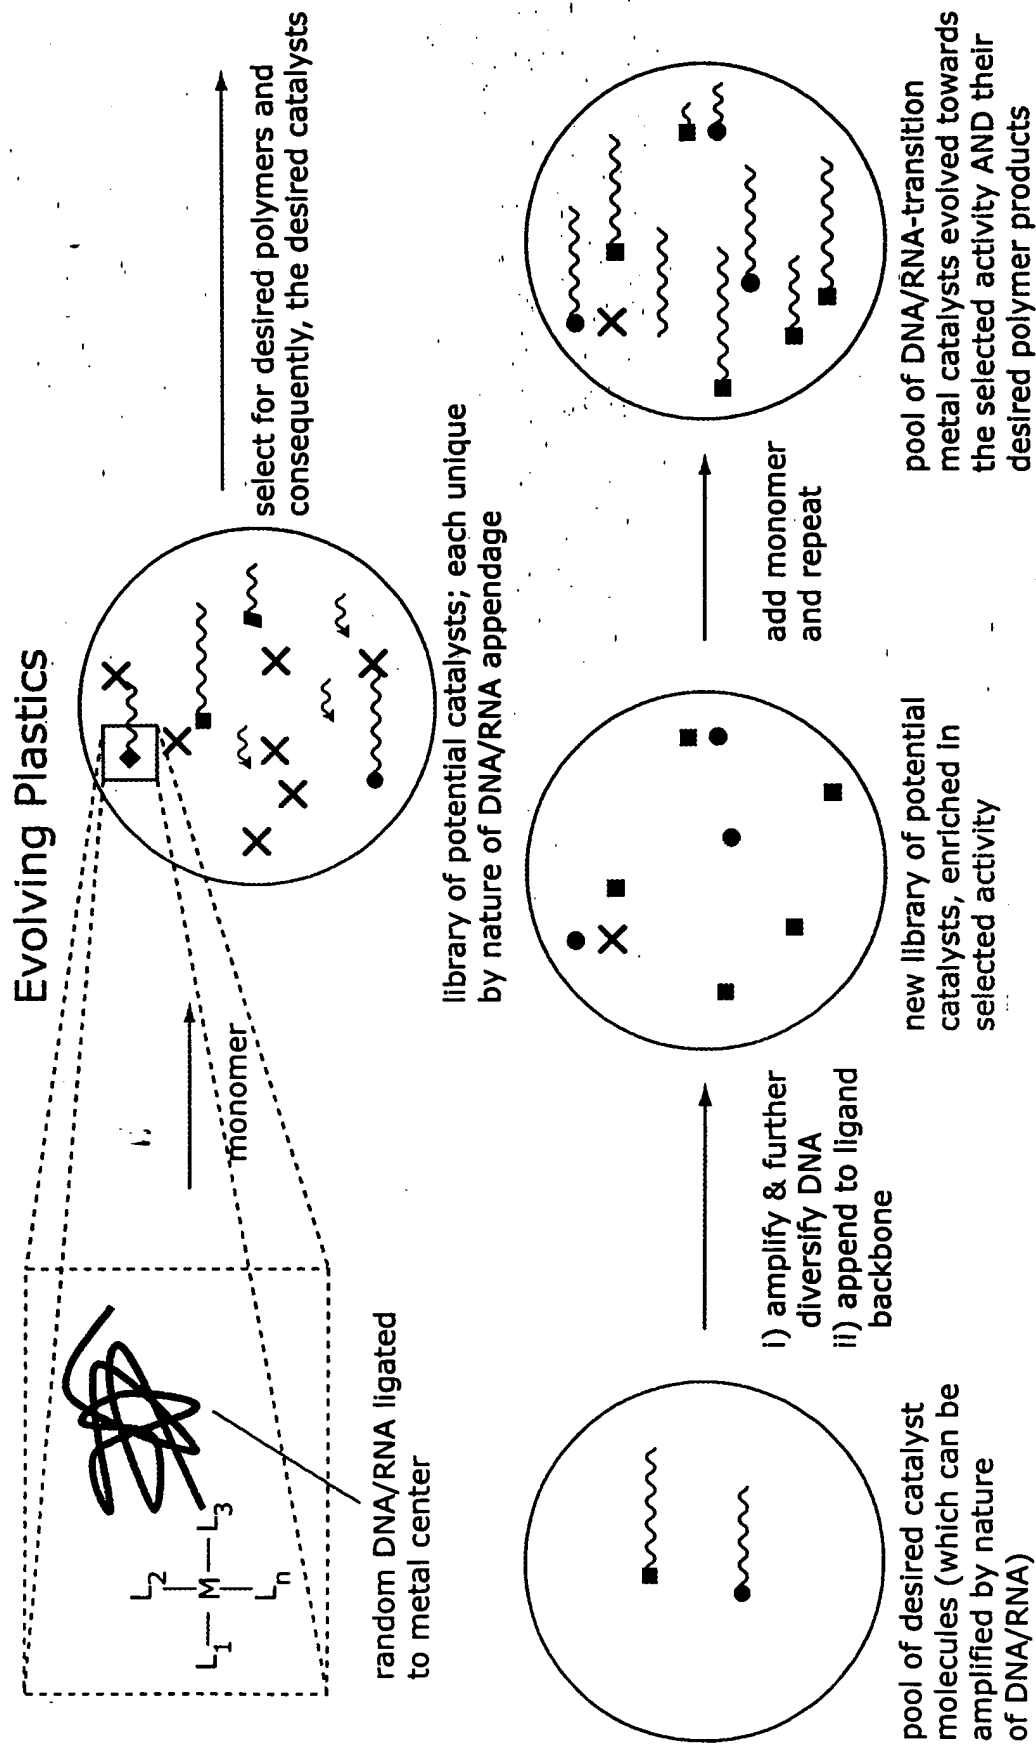 Evolving Plastics
L1
L2
M
L3
Ln
random DNA/RNA ligated
to metal center
monomer
library of potential catalysts; each unique
by nature of DNA/RNA appendage
select for desired polymers and
consequently, the desired catalysts
pool of desired catalyst
molecules (which can be
amplified by nature
of DNA/RNA)
i) amplify & further
diversify DNA
ii) append to ligand
backbone
new library of potential
catalysts, enriched in
selected activity
add monomer
and repeat
pool of DNA/RNA-transition
metal catalysts evolved towards
the selected activity AND their
desired polymer products